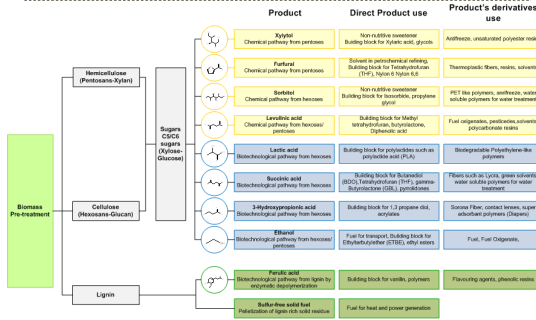 Product
Direct Product use
Product's derivatives
use
Xylytol
Chemical pathway from pentoses
Non-nutritive sweetener
Building block for Xylaric acid, glycols
Antifreeze, unsaturated polyester resin
Furfural
Chemical pathway from pentoses
Solvent in petrochemical refining,
Building block for Tetrahydrofuran
(THF), Nylon 6 Nylon 6,6
Thermoplastic fibers, resins, solvents
Hemicellulose
(Pentosans-Xylan)
Sorbitol
Chemical pathway from hexoses
Non-nutritive sweetener
Building block for Isosorbide, propylene
glycol
PET like polymers, antifreeze, water
soluble polymers for water treatment
Levulinic acid
Chemical pathway from hexoses/
pentoses
Building block for Methyl
tetrahydrofuran, butyrolactone,
Diphenolic acid
Fuel oxigenates, pesticides,solvents
polycarbonate resins
Sugars
C5/C6
sugars
(Xylose-
Glucose)
Lactic acid
Biotechnological pathway from hexoses
Building block for polylactides such as
polylactide acid (PLA)
Biodegradable Polyethylene-like
polymers
Biomass
Pre-treatment
Succinic acid
Biotechnological pathway from hexoses
Building block for Butanediol
(BDO),Tetrahydrofuran (THF), gamma-
Butyrolactone (GBL), pyrrolidones
Fibers such as Lycra, green solvents
water soluble polymers for water
treatment
Cellulose
(Hexosans-Glucan)
3-Hydroxypropionic acid
Biotechnological pathway from hexoses
Building block for 1,3 propane diol,
acrylates
Sorona Fiber, contact lenses, super
adsorbant polymers (Diapers)
Ethanol
Biotechnological pathway from hexoses/
pentoses
Fuel for transport, Building block for
Ethyltertbutylether (ETBE), ethyl esters
Fuel, Fuel Oxigenate,
Ferulic acid
Biotechnological pathway from lignin by
enzymatic depolymerization
Building block for vanillin, polymers
Flavouring agents, phenolic resins
Lignin
Sulfur-free solid fuel
Pelletization of lignin rich solid residue
Fuel for heat and power generation